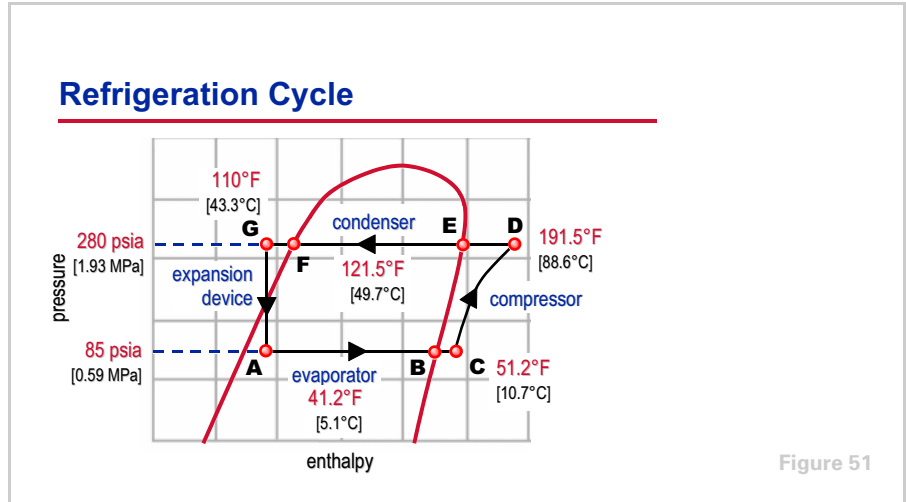 Refrigeration Cycle
110°F
[43.3°C]
G
condenser
E
D
280 psia
[1.93 MPa]
191.5°F
[88.6°C]
F
121.5°F
[49.7°C]
expansion
device
compressor
pressure
85 psia
[0.59 MPa]
A
evaporator
41.2°F
[5.1°C]
B
C
51.2°F
[10.7°C]
enthalpy
Figure 51